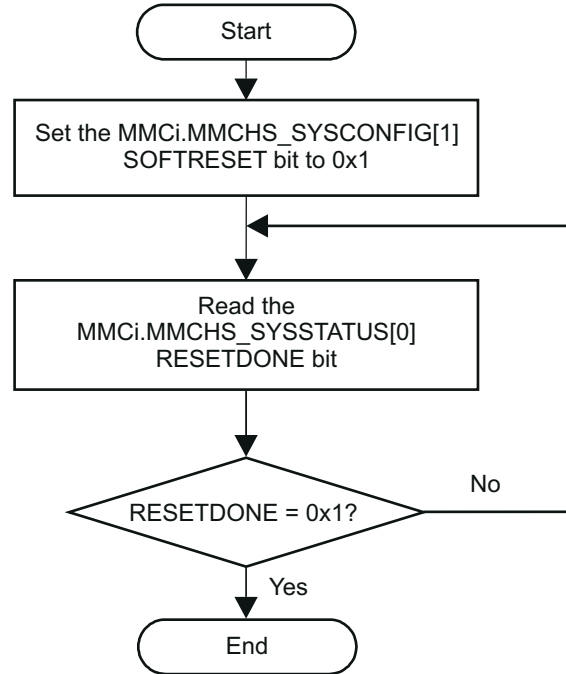 Start
Set the MMCi.MMCHS_SYSCONFIG[1]
SOFTRESET bit to 0x1
Read the
MMCi.MMCHS_SYSSTATUS[0]
RESETDONE bit
RESETDONE = 0x1?
No
Yes
End